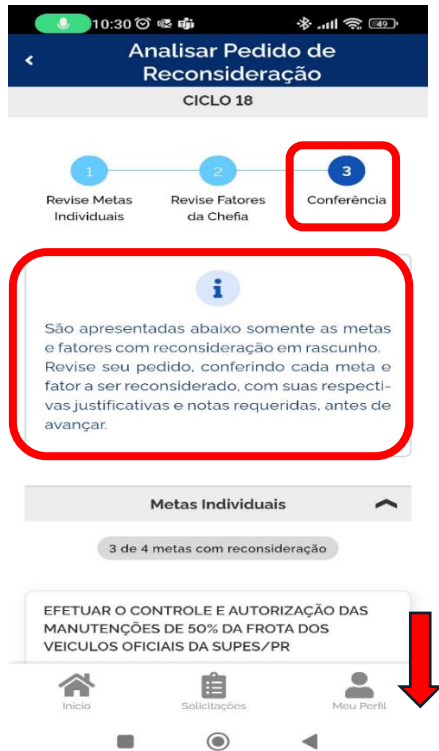 10:30
49
Analisar Pedido de
Reconsideração
CICLO 18
1
2
3
Revise Metas
Individuais
Revise Fatores
da Chefia
Conferência
i
São apresentadas abaixo somente as metas
e fatores com reconsideração em rascunho.
Revise seu pedido, conferindo cada meta e
fator a ser reconsiderado, com suas respecti-
vas justificativas e notas requeridas, antes de
avançar.
Metas Individuais
3 de 4 metas com reconsideração
EFETUAR O CONTROLE E AUTORIZAÇÃO DAS
MANUTENÇÕES DE 50% DA FROTA DOS
VEICULOS OFICIAIS DA SUPES/PR
Início
Solicitações
Meu Perfil